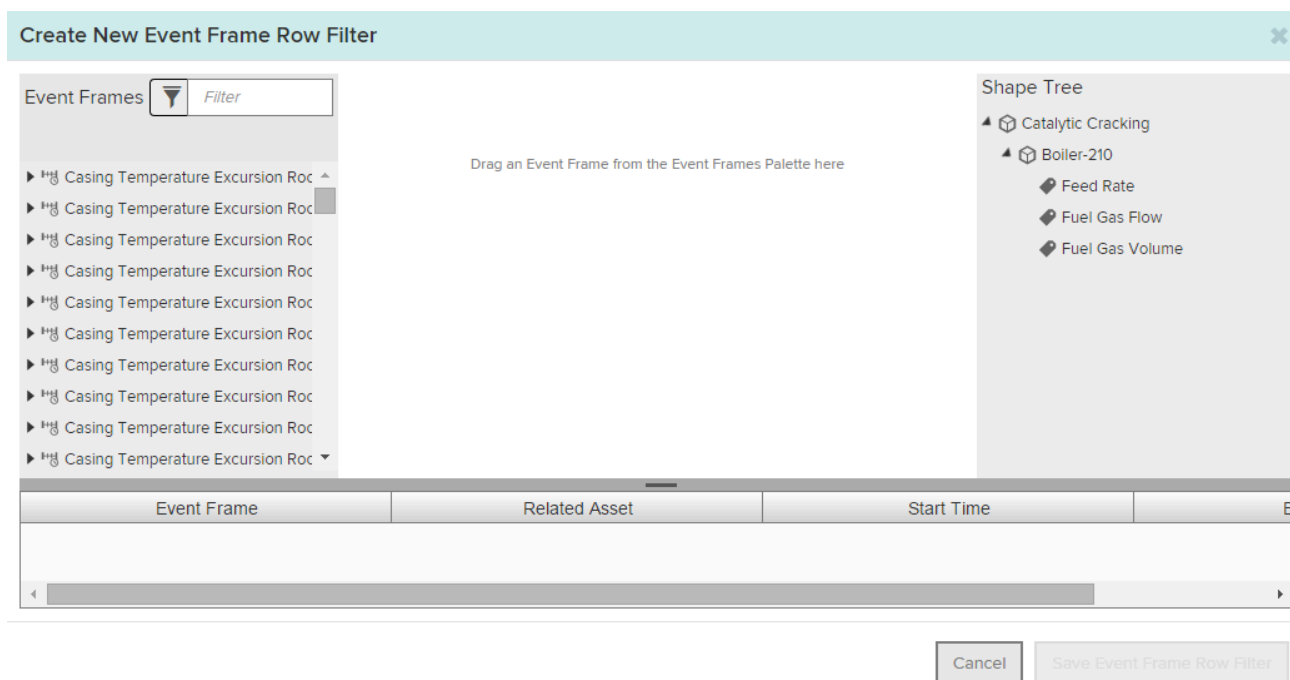 Create New Event Frame Row Filter
Event Frames
Filter
Casing Temperature Excursion Roc
Casing Temperature Excursion Roc
Casing Temperature Excursion Roc
Casing Temperature Excursion Roc
Casing Temperature Excursion Roc
Casing Temperature Excursion Roc
Casing Temperature Excursion Roc
Casing Temperature Excursion Roc
Casing Temperature Excursion Roc
Casing Temperature Excursion Roc
Drag an Event Frame from the Event Frames Palette here
Shape Tree
Catalytic Cracking
Boiler-210
Feed Rate
Fuel Gas Flow
Fuel Gas Volume
Event Frame Related Asset Start Time E
Cancel Save Event Frame Row Filter